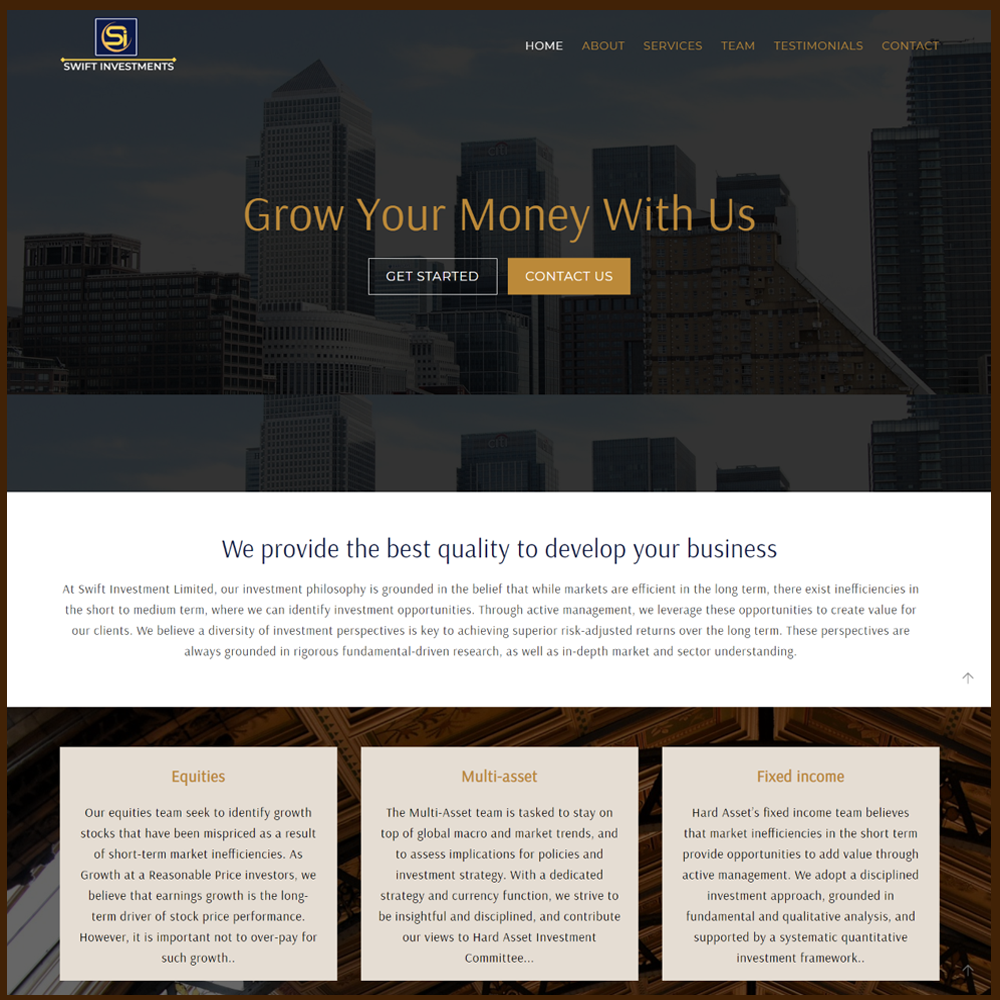 Si
SWIFT INVESTMENTS
HOME ABOUT SERVICES TEAM TESTIMONIALS CONTACT
citi
Grow Your Money With Us
GET STARTED CONTACT US
citi
We provide the best quality to develop your business
At Swift Investment Limited, our investment philosophy is grounded in the belief that while markets are efficient in the long term, there exist inefficiencies in
the short to medium term, where we can identify investment opportunities. Through active management, we leverage these opportunities to create value for
our clients. We believe a diversity of investment perspectives is key to achieving superior risk-adjusted returns over the long term. These perspectives are
always grounded in rigorous fundamental-driven research, as well as in-depth market and sector understanding.
Equities
Our equities team seek to identify growth
stocks that have been mispriced as a result
of short-term market inefficiencies. As
Growth at a Reasonable Price investors, we
believe that earnings growth is the long-
term driver of stock price performance.
However, it is important not to over-pay for
such growth..
Multi-asset
The Multi-Asset team is tasked to stay on
top of global macro and market trends, and
to assess implications for policies and
investment strategy. With a dedicated
strategy and currency function, we strive to
be insightful and disciplined, and contribute
our views to Hard Asset Investment
Committee...
Fixed income
Hard Asset's fixed income team believes
that market inefficiencies in the short term
provide opportunities to add value through
active management. We adopt a disciplined
investment approach, grounded in
fundamental and qualitative analysis, and
supported by a systematic quantitative
investment framework..